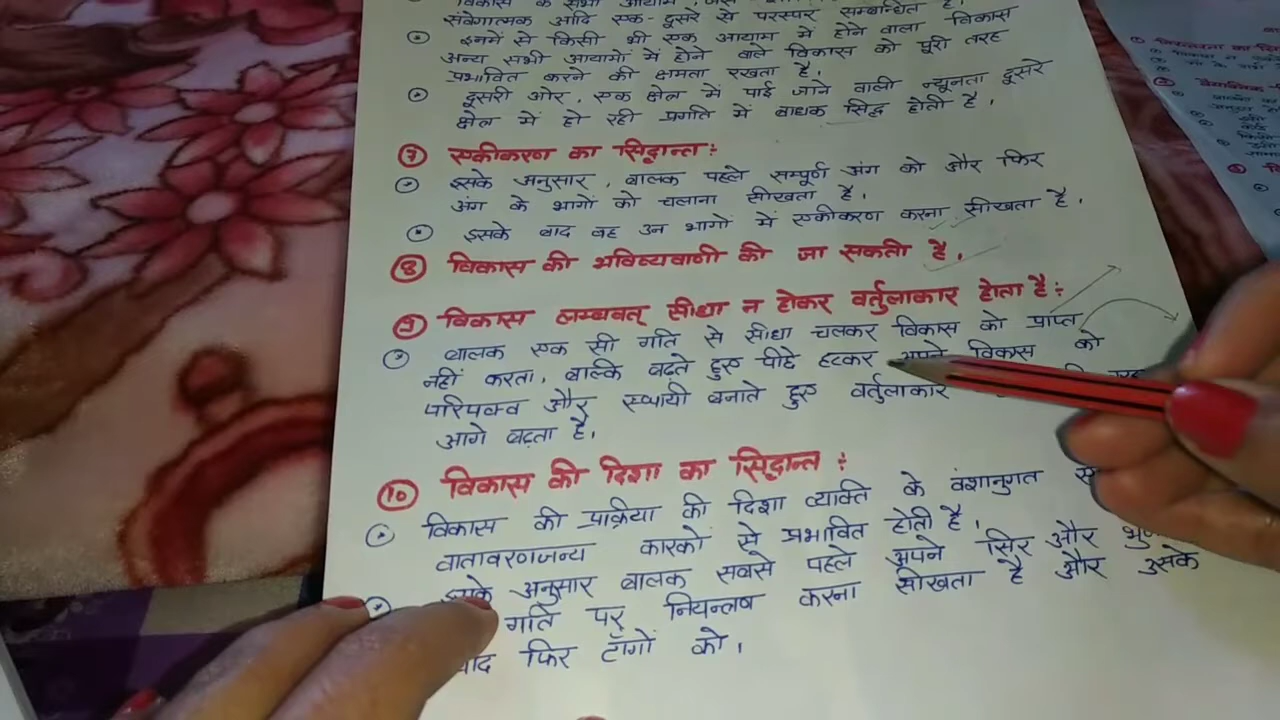 विकास के सभी आयाम, जैसे
संवेगात्मक आदि एक-दूसरे से परस्पर सम्बन्धित है।
इनमें से किसी भी एक आयाम में होने वाला विकास
अन्य सभी आयामों में होने वाले विकास को पूरी तरह
प्रभावित करने की क्षमता रखता है।
दूसरी ओर, एक क्षेत्र में पाई जाने वाली न्यूनता दूसरे
क्षेत्र में हो रही प्रगति में बाधक सिद्ध होती है।
⑦ एकीकरण का सिद्धान्त:
इसके अनुसार, बालक पहले सम्पूर्ण अंग को और फिर
अंग के भागों को चलाना सीखता है।
इसके बाद वह उन भागों में एकीकरण करना सीखता है।
⑧ विकास की भविष्यवाणी की जा सकती है।
⑨ विकास लम्बवत् सीधा न होकर वर्तुलाकार होता है:
बालक एक सी गति से सीधा चलकर विकास को प्राप्त
नहीं करता, बाल्कि बढ़ते हुए पीछे हटकर अपने विकास को
परिपक्व और स्थायी बनाते हुए वर्तुलाकार
आगे बढ़ता है।
⑩ विकास की दिशा का सिद्धान्त:
विकास की प्रक्रिया की दिशा व्यक्ति के वंशानुगत
वातावरणजन्य कारकों से प्रभावित होती है।
इसके अनुसार बालक सबसे पहले अपने सिर और
गति पर नियन्त्रण करना सीखता है और उसके
बाद फिर टाँगों को।